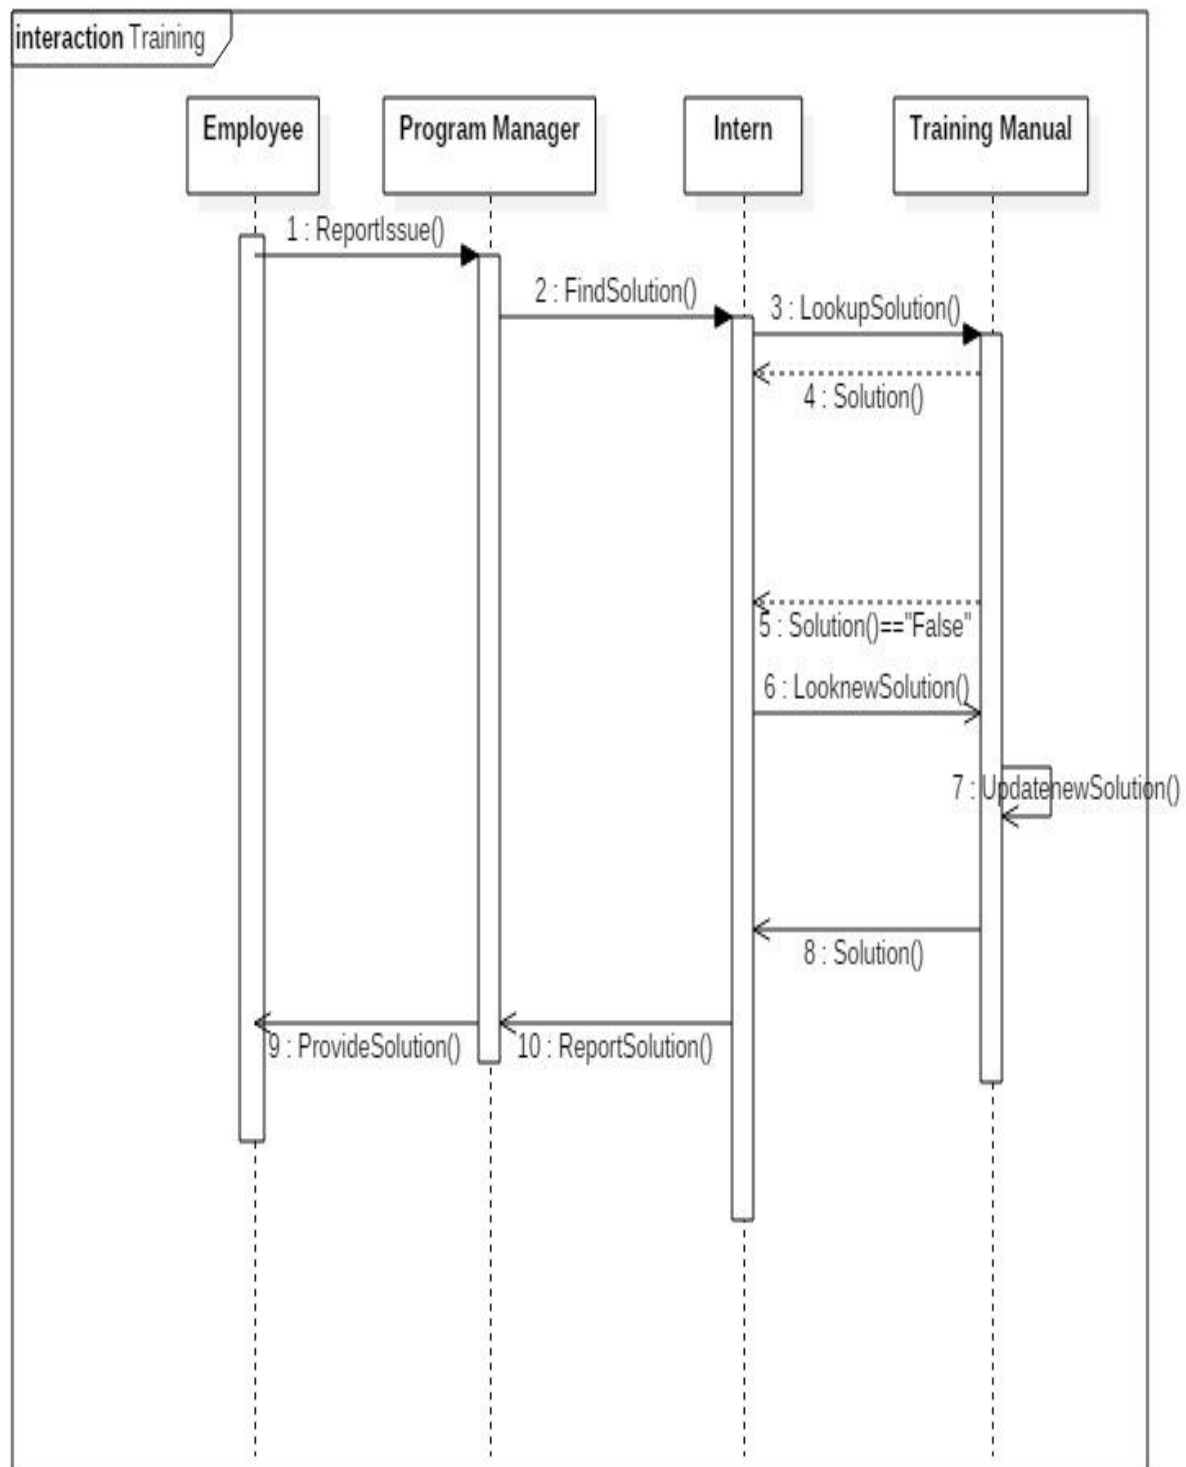 interaction Training
Employee
Program Manager
Intern
Training Manual
1 : ReportIssue()
2 : FindSolution()
3 : LookupSolution()
4 : Solution()
5 : Solution()=="False"
6 : LooknewSolution()
7 : UpdatenewSolution()
8 : Solution()
9 : ProvideSolution()
10 : ReportSolution()